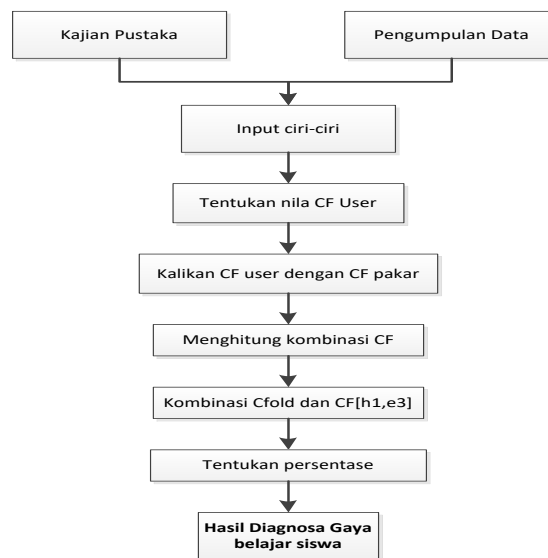 Kajian Pustaka
Pengumpulan Data
Input ciri-ciri
Tentukan nila CF User
Kalikan CF user dengan CF pakar
Menghitung kombinasi CF
Kombinasi Cfold dan CF[h1,e3]
Tentukan persentase
Hasil Diagnosa Gaya
belajar siswa